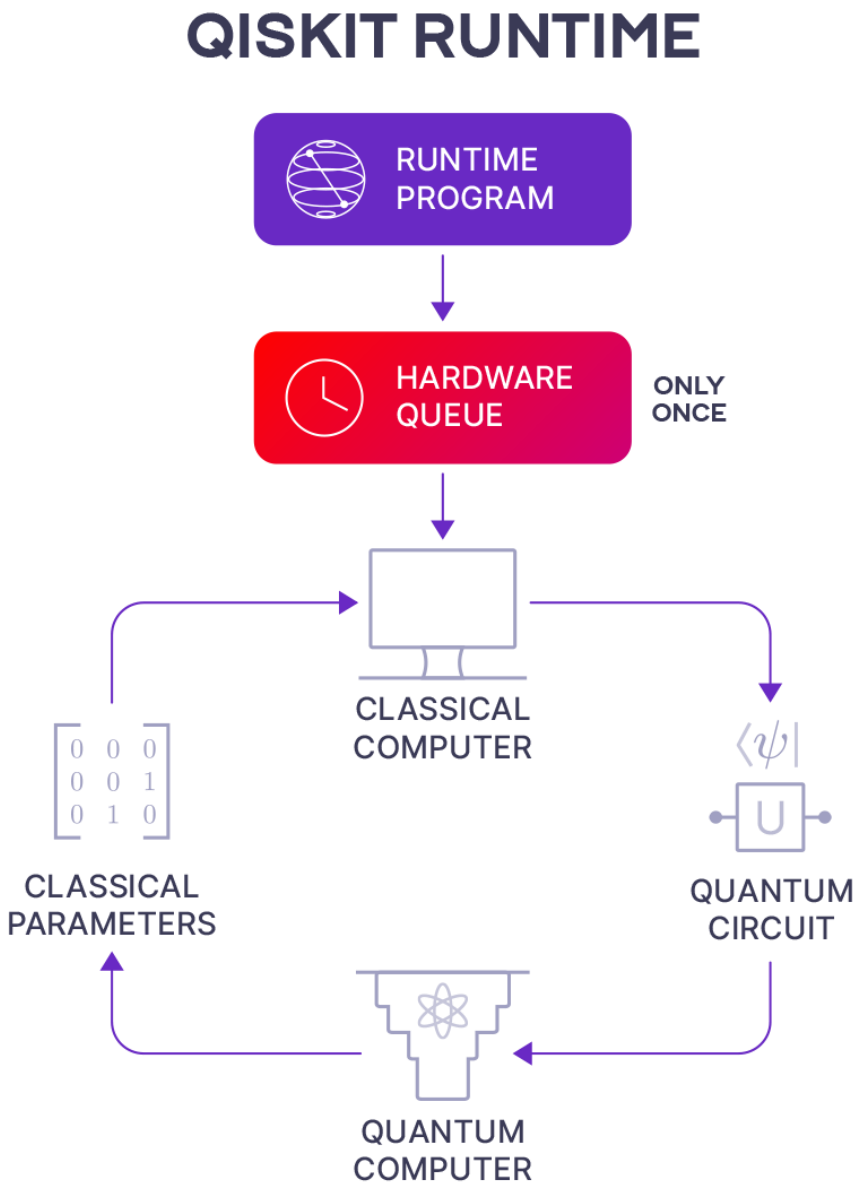 QISKIT RUNTIME
RUNTIME
PROGRAM
HARDWARE
QUEUE
ONLY
ONCE
CLASSICAL
COMPUTER
⟨ψ|
U
QUANTUM
CIRCUIT
0 0 0
0 0 1
0 1 0
CLASSICAL
PARAMETERS
QUANTUM
COMPUTER